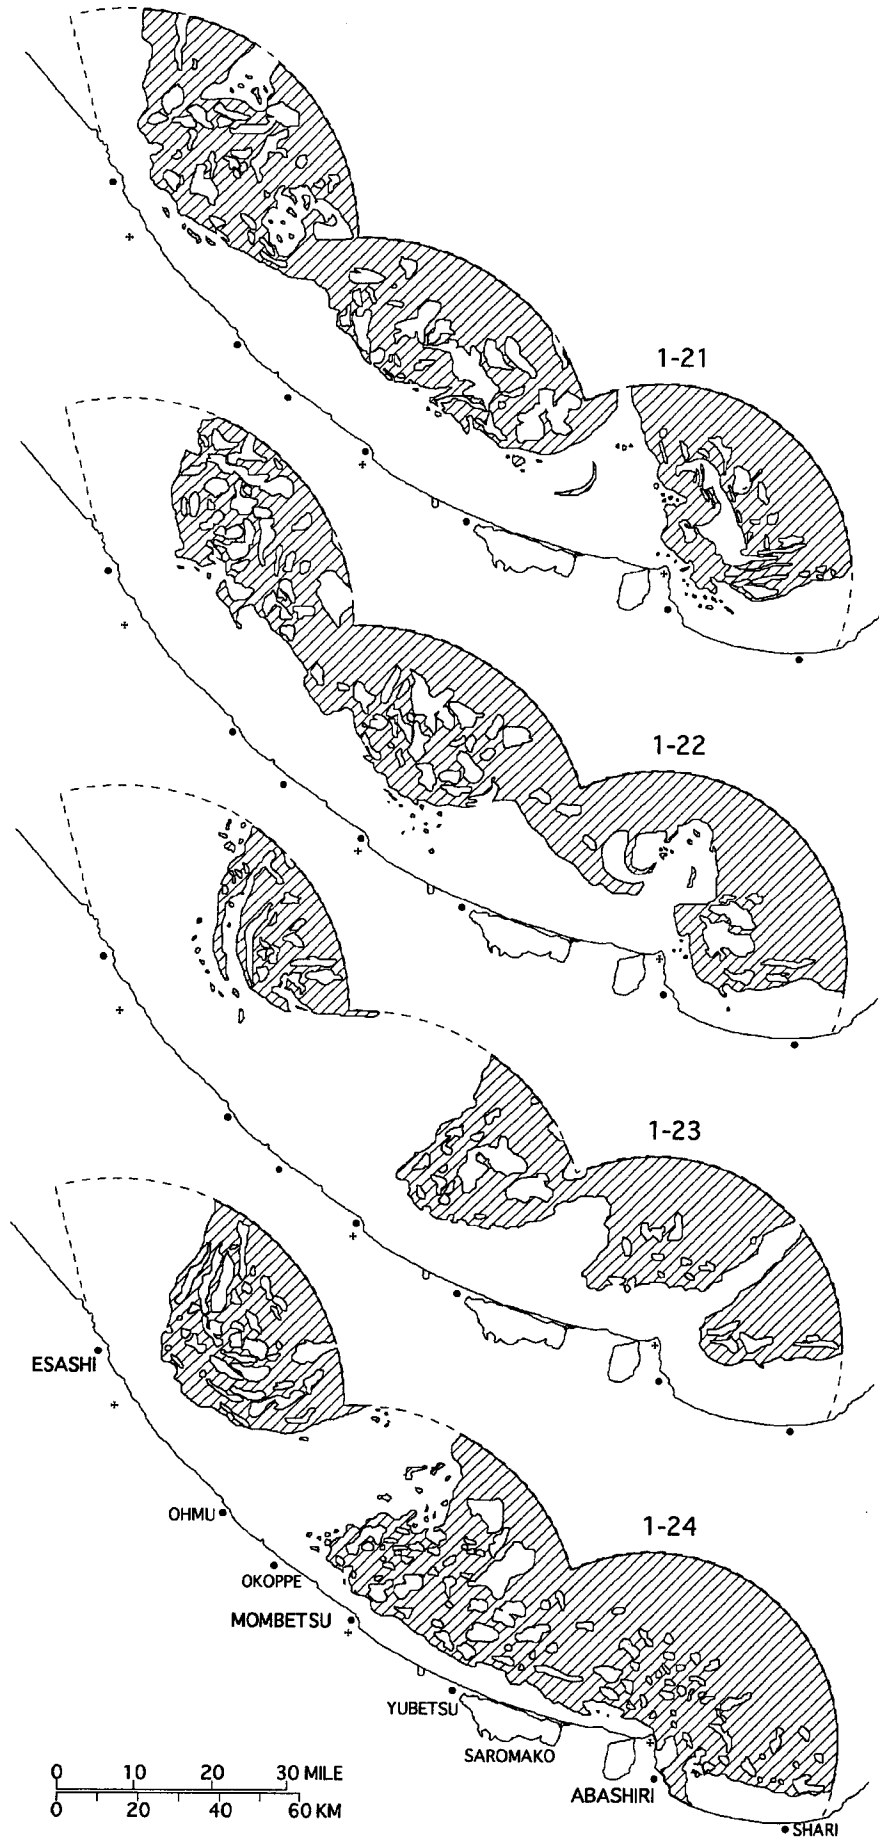 1-21
1-22
1-23
ESASHI
OHMU
1-24
OKOPPE
MOMBETSU
YUBETSU
SAROMAKO
0 10 20 30 MILE
0 20 40 60 KM
ABASHIRI
SHARI